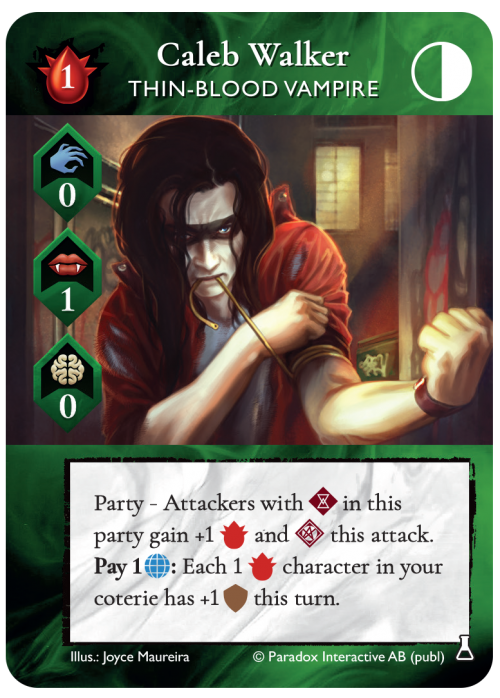 1
Caleb Walker
THIN-BLOOD VAMPIRE
0
1
0
Party - Attackers with in this
party gain +1 and this attack.
Pay 1 : Each 1 character in your
coterie has +1 this turn.
Illus.: Joyce Maureira
© Paradox Interactive AB (publ)